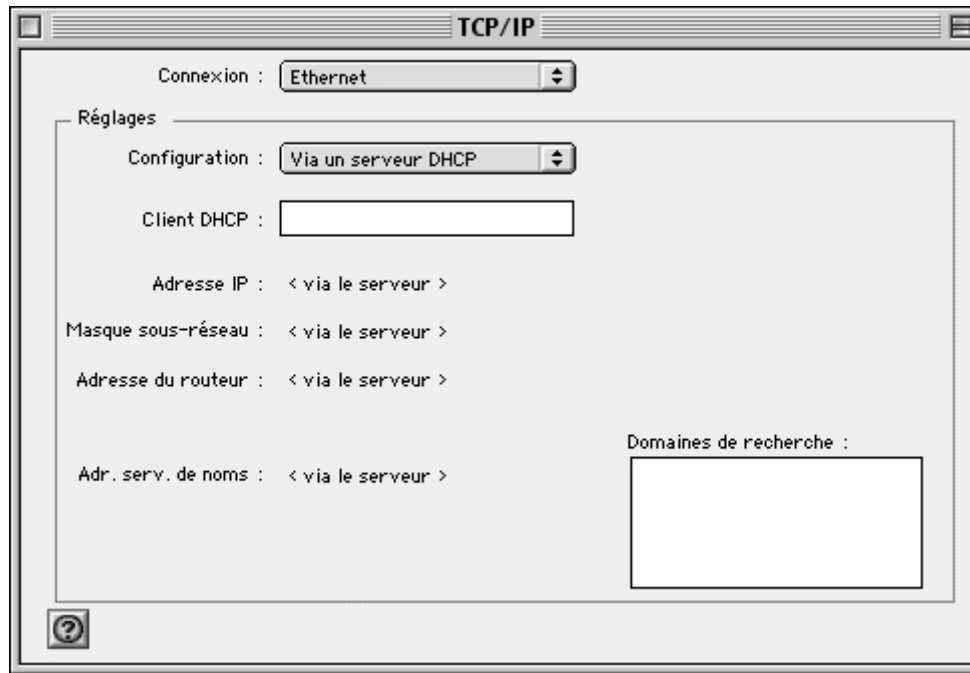 TCP/IP
Connexion : Ethernet
Réglages
Configuration : Via un serveur DHCP
Client DHCP :
Adresse IP : < via le serveur >
Masque sous-réseau : < via le serveur >
Adresse du routeur : < via le serveur >
Domaines de recherche :
Adr. serv. de noms : < via le serveur >
?